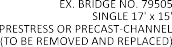 EX. BRIDGE NO. 79505
SINGLE 17' x 15'
PRESTRESS OR PRECAST-CHANNEL
(TO BE REMOVED AND REPLACED)